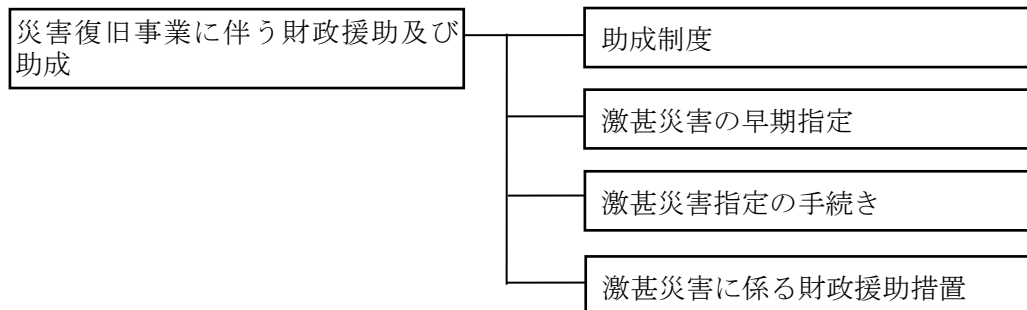 災害復旧事業に伴う財政援助及び
助成
助成制度
激甚災害の早期指定
激甚災害指定の手続き
激甚災害に係る財政援助措置